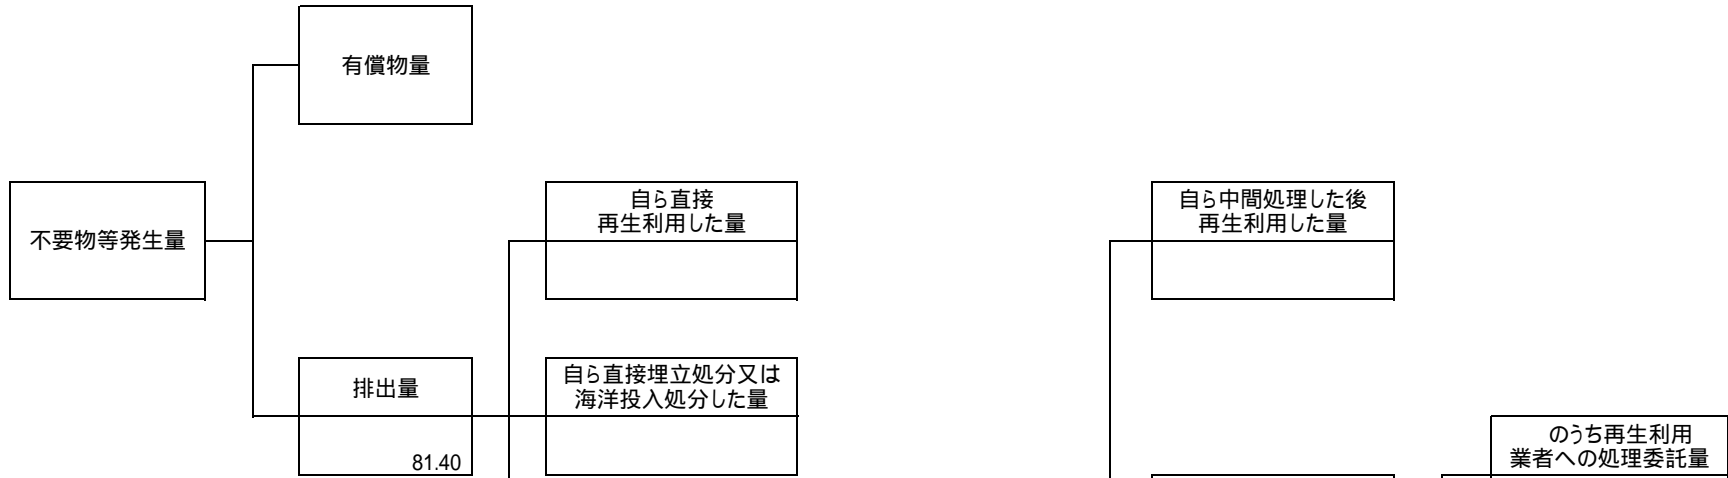 有償物量
不要物等発生量
自ら直接
再生利用した量
自ら中間処理した後
再生利用した量
排出量
81.40
自ら直接埋立処分又は
海洋投入処分した量
のうち再生利用
業者への処理委託量